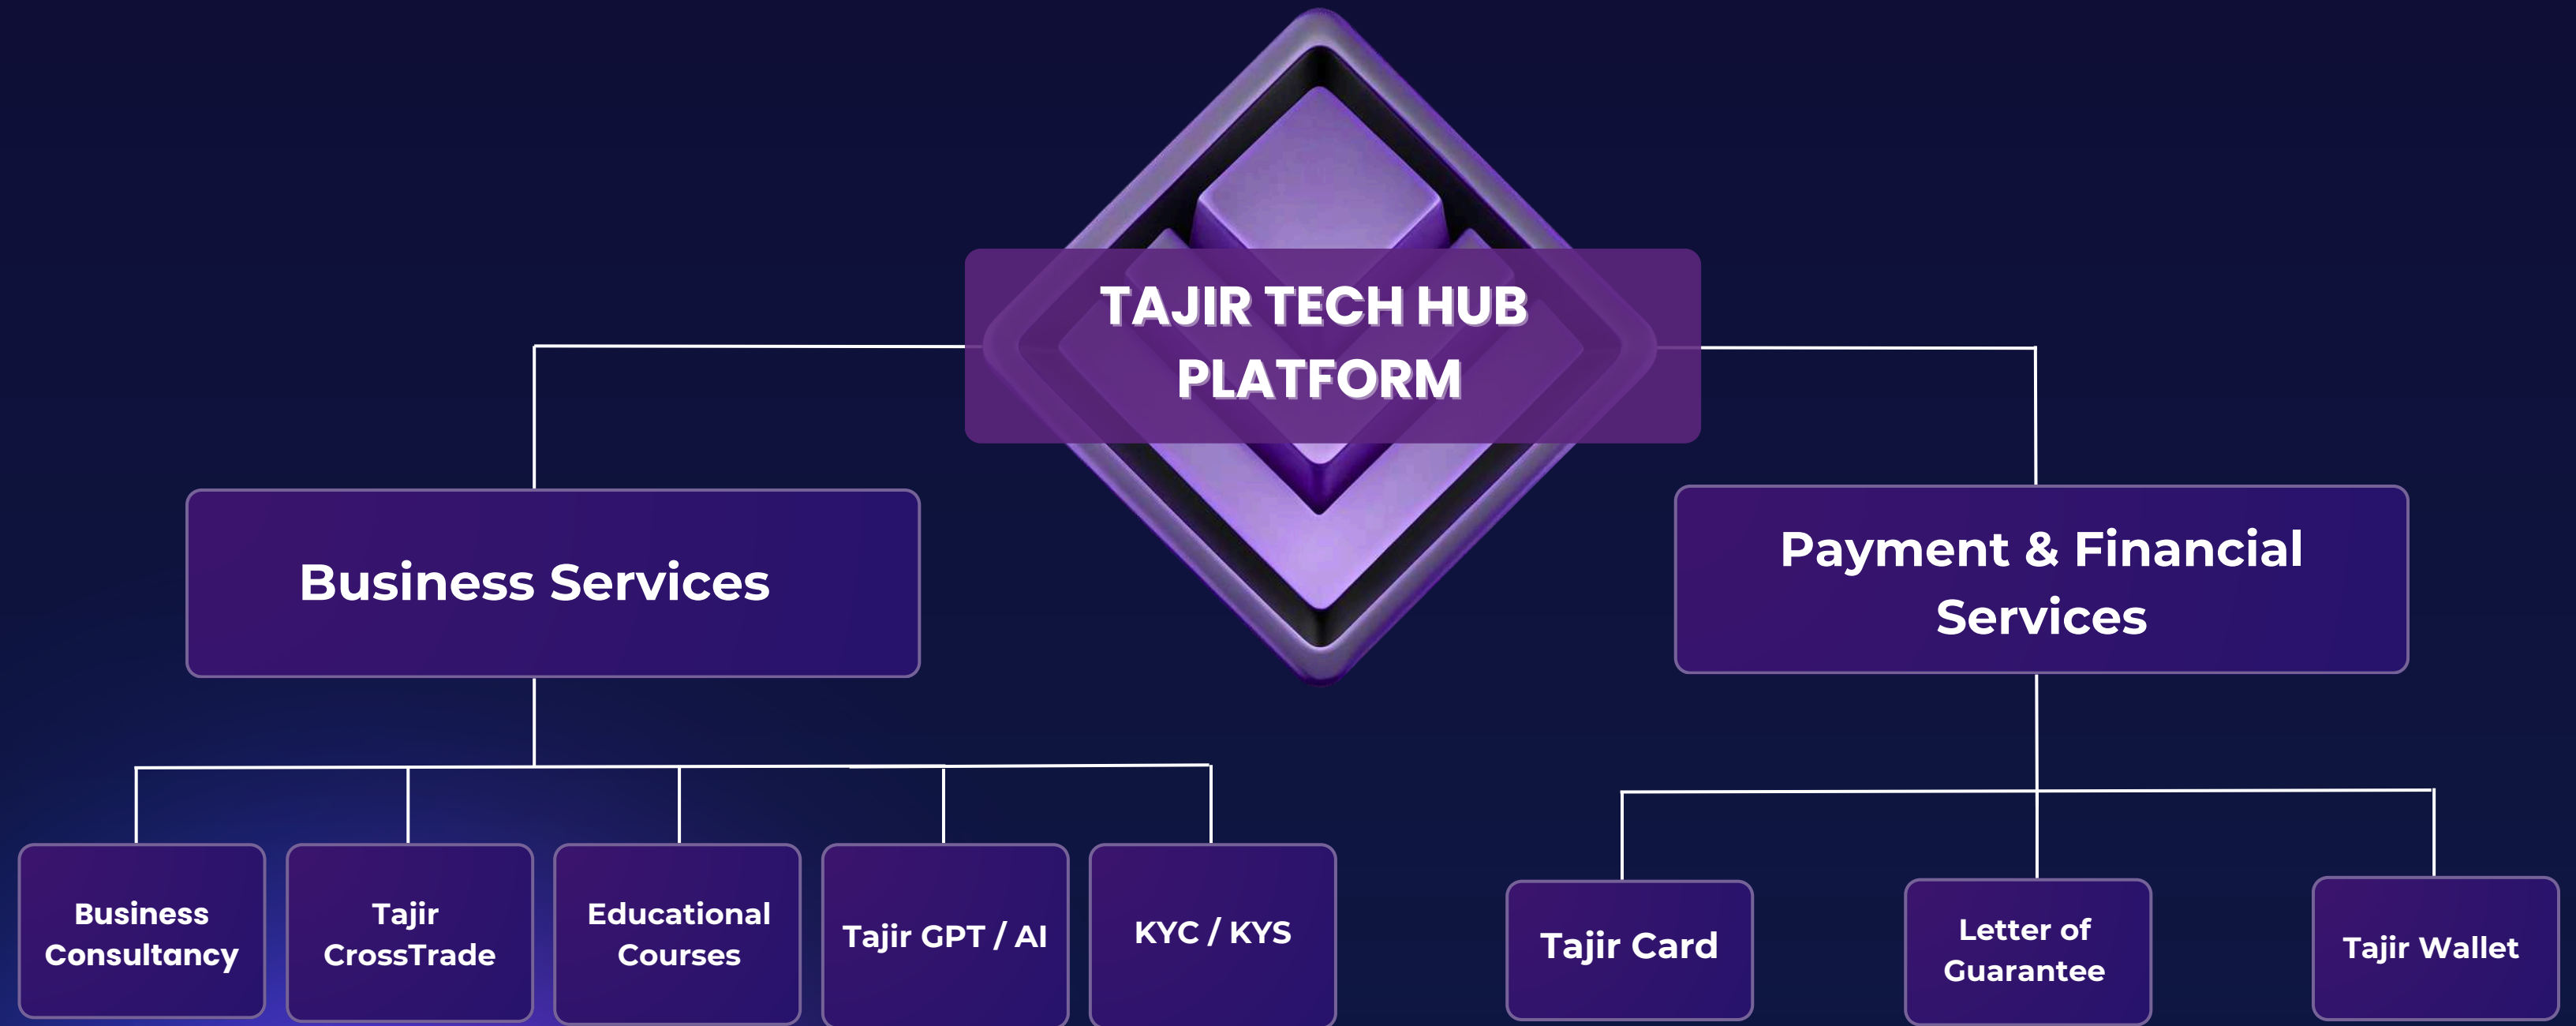 TAJIR TECH HUB
PLATFORM
Business Services
Payment & Financial
Services
Business
Consultancy
Tajir
CrossTrade
Educational
Courses
Tajir GPT / AI
KYC / KYS
Tajir Card
Letter of
Guarantee
Tajir Wallet